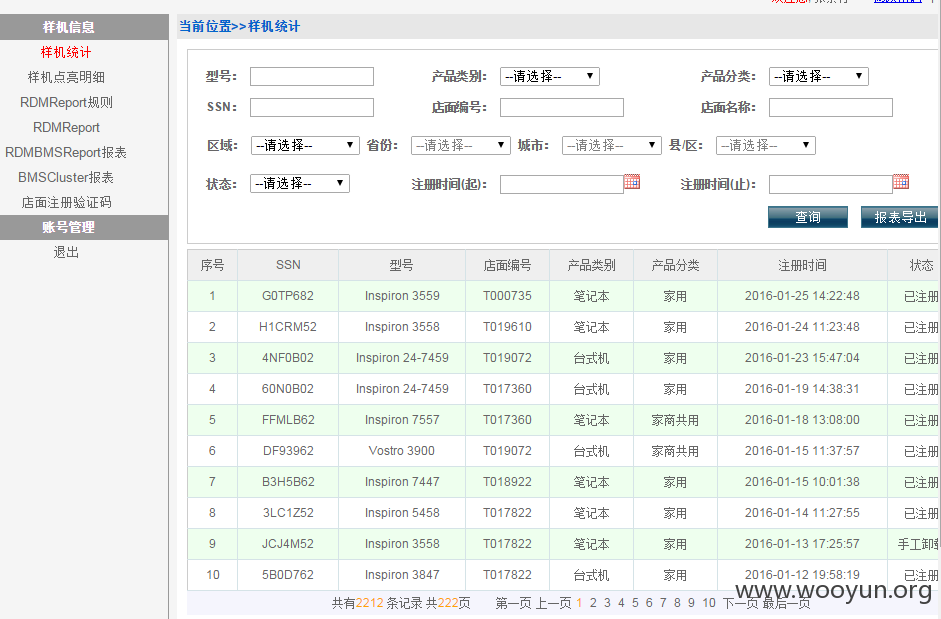 样机信息
样机统计
样机点亮明细
RDMReport规则
RDMReport
RDMBMSReport报表
BMSCluster报表
店面注册验证码
账号管理
退出
当前位置>>样机统计
型号： 产品类别： --请选择-- 产品分类： --请选择--
SSN： 店面编号： 店面名称：
区域： --请选择-- 省份： --请选择-- 城市： --请选择-- 县/区： --请选择--
状态： --请选择-- 注册时间(起)： 注册时间(止)：
查询 报表导出
序号 SSN 型号 店面编号 产品类别 产品分类 注册时间 状态
1 G0TP682 Inspiron 3559 T000735 笔记本 家用 2016-01-25 14:22:48 已注册
2 H1CRM52 Inspiron 3558 T019610 笔记本 家用 2016-01-24 11:23:48 已注册
3 4NF0B02 Inspiron 24-7459 T019072 台式机 家用 2016-01-23 15:47:04 已注册
4 60N0B02 Inspiron 24-7459 T017360 台式机 家用 2016-01-19 14:38:31 已注册
5 FFMLB62 Inspiron 7557 T017360 笔记本 家商共用 2016-01-18 13:08:00 已注册
6 DF93962 Vostro 3900 T019072 台式机 家商共用 2016-01-15 11:37:57 已注册
7 B3H5B62 Inspiron 7447 T018922 笔记本 家用 2016-01-15 10:01:38 已注册
8 3LC1Z52 Inspiron 5458 T017822 笔记本 家用 2016-01-14 11:27:55 已注册
9 JCJ4M52 Inspiron 3558 T017822 笔记本 家用 2016-01-13 17:25:57 手工卸
10 5B0D762 Inspiron 3847 T017822 台式机 家用 2016-01-12 19:58:19 已注册
共有2212 条记录 共222页 第一页 上一页 1 2 3 4 5 6 7 8 9 10 下一页 最后一页
www.wooyun.org